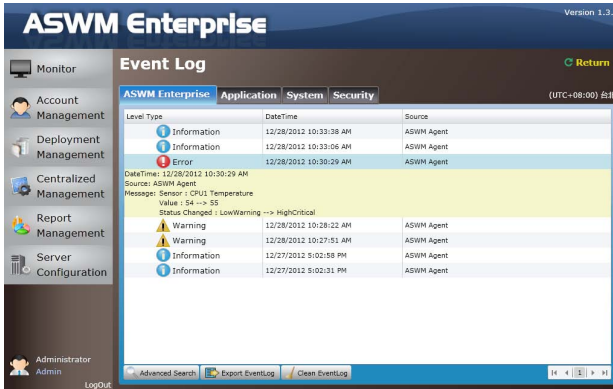 ASWM Enterprise
Version 1.3.
Monitor
Account
Management
Deployment
Management
Centralized
Management
Report
Management
Server
Configuration
Administrator
Admin
LogOut
Event Log
Return
ASWM Enterprise Application System Security
(UTC+08:00) 台北
Level Type DateTime Source
Information 12/28/2012 10:33:38 AM ASWM Agent
Information 12/28/2012 10:33:06 AM ASWM Agent
Error 12/28/2012 10:30:29 AM ASWM Agent
DateTime: 12/28/2012 10:30:29 AM
Source: ASWM Agent
Message: Sensor : CPU1 Temperature
Value : 54 --> 55
Status Changed : LowWarning --> HighCritical
Warning 12/28/2012 10:28:22 AM ASWM Agent
Warning 12/28/2012 10:27:51 AM ASWM Agent
Information 12/27/2012 5:02:58 PM ASWM Agent
Information 12/27/2012 5:02:31 PM ASWM Agent
Advanced Search Export EventLog Clean EventLog
1